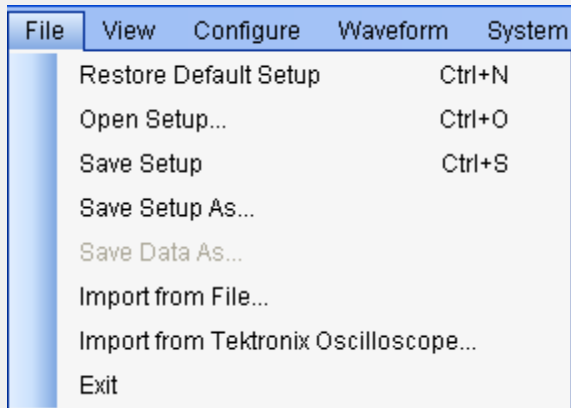 File View Configure Waveform System
Restore Default Setup Ctrl+N
Open Setup... Ctrl+O
Save Setup Ctrl+S
Save Setup As...
Save Data As...
Import from File...
Import from Tektronix Oscilloscope...
Exit